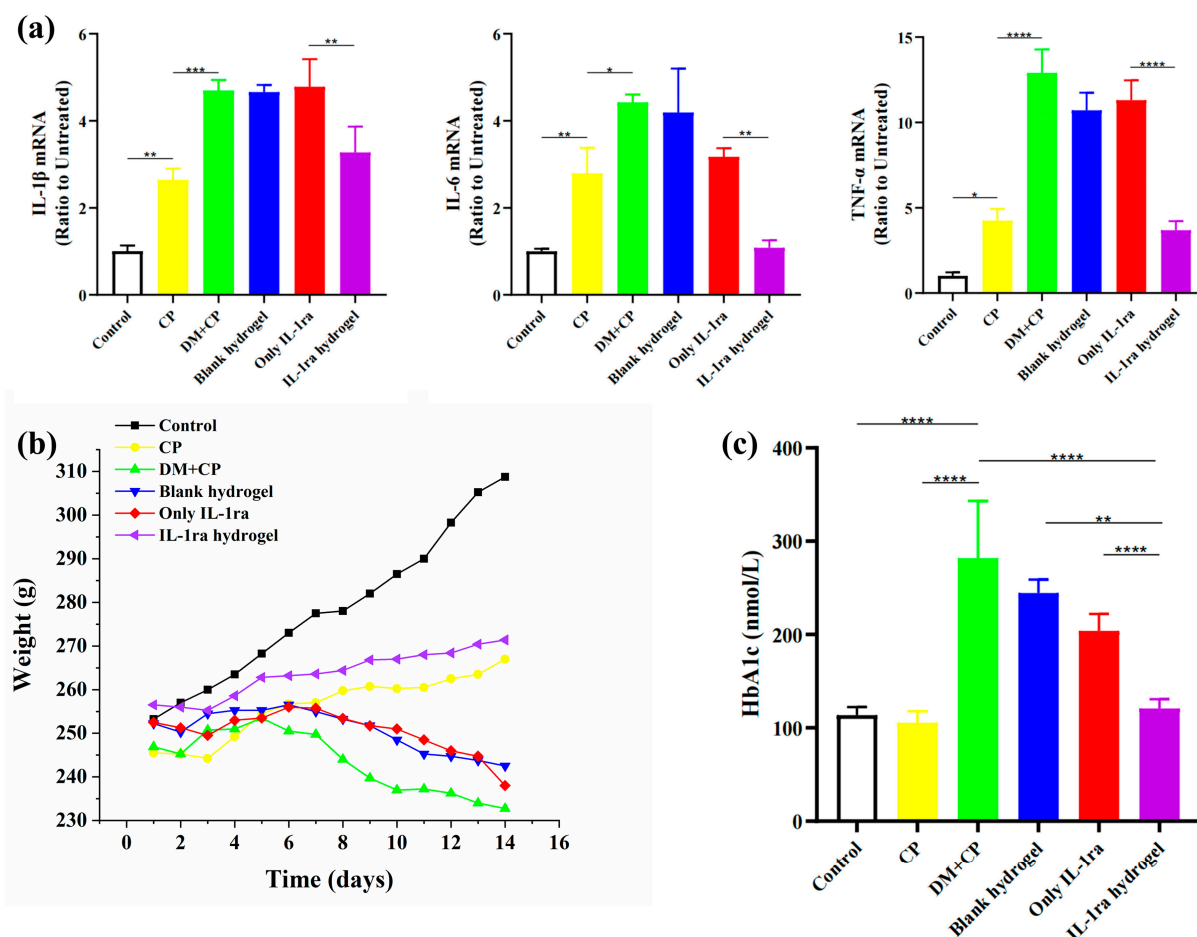 (a)
IL-1β mRNA
(Ratio to Untreated)
6
4
2
0
**
***
**
Control
CP
DM+CP
Blank hydrogel
Only IL-1ra
IL-1ra hydrogel
IL-6 mRNA
(Ratio to Untreated)
6
4
2
0
**
*
**
Control
CP
DM+CP
Blank hydrogel
Only IL-1ra
IL-1ra hydrogel
TNF-α mRNA
(Ratio to Untreated)
15
10
5
0
*
****
****
Control
CP
DM+CP
Blank hydrogel
Only IL-1ra
IL-1ra hydrogel
(b)
Control
CP
DM+CP
Blank hydrogel
Only IL-1ra
IL-1ra hydrogel
Weight (g)
310
300
290
280
270
260
250
240
230
0 2 4 6 8 10 12 14 16
Time (days)
(c)
HbA1c (nmol/L)
400
300
200
100
0
****
****
****
**
****
Control
CP
DM+CP
Blank hydrogel
Only IL-1ra
IL-1ra hydrogel